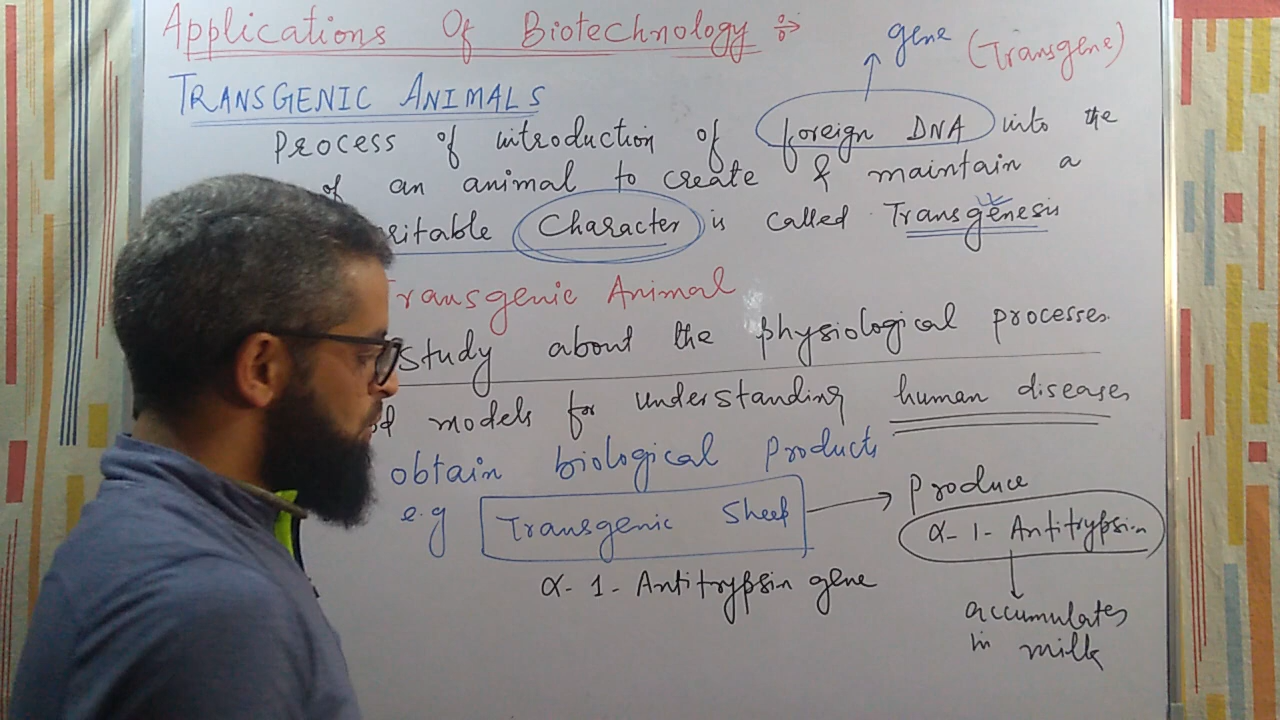 Applications Of Biotechnology :->
gene (Transgene)
TRANSGENIC ANIMALS
Process of introduction of foreign DNA into the
of an animal to create & maintain a
ritable Character is called Transgenesis
Transgenic Animal
study about the physiological processes.
models for understanding human diseases
obtain biological Products
e.g Transgenic Sheep → Produce
α-1-Antitrypsin
α-1-Antitrypsin gene
accumulates
in milk